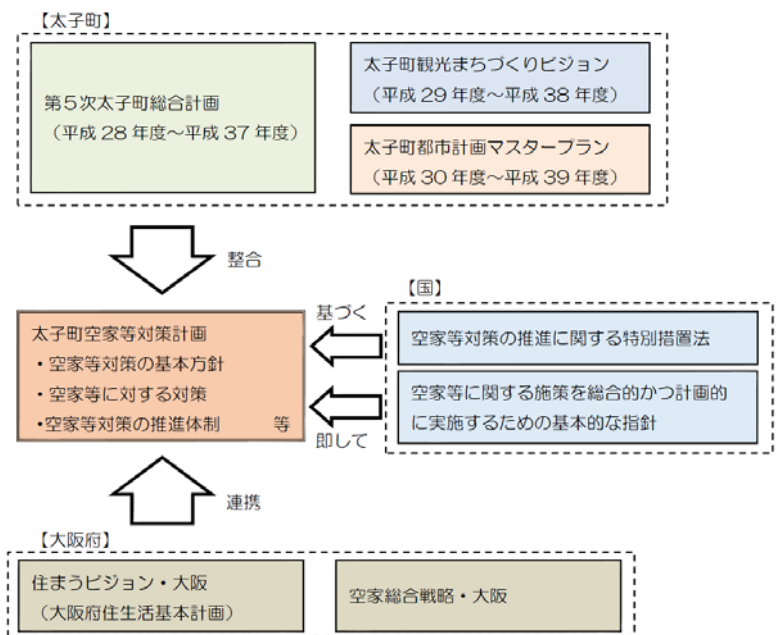 【太子町】
第5次太子町総合計画
（平成28年度～平成37年度）
太子町観光まちづくりビジョン
（平成29年度～38年度）
太子町都市計画マスタープラン
（平成30年度～平成39年度）
整合
【国】
基づく
空家等対策の推進に関する特別措置法
空家等に関する施策を総合的かつ計画的
に実施するための基本的な指針
即して
太子町空家等対策計画
・空家等対策の基本方針
・空家等に対する対策
・空家等対策の推進体制　　等
連携
【大阪府】
住まうビジョン・大阪
（大阪府住生活基本計画）
空家総合戦略・大阪